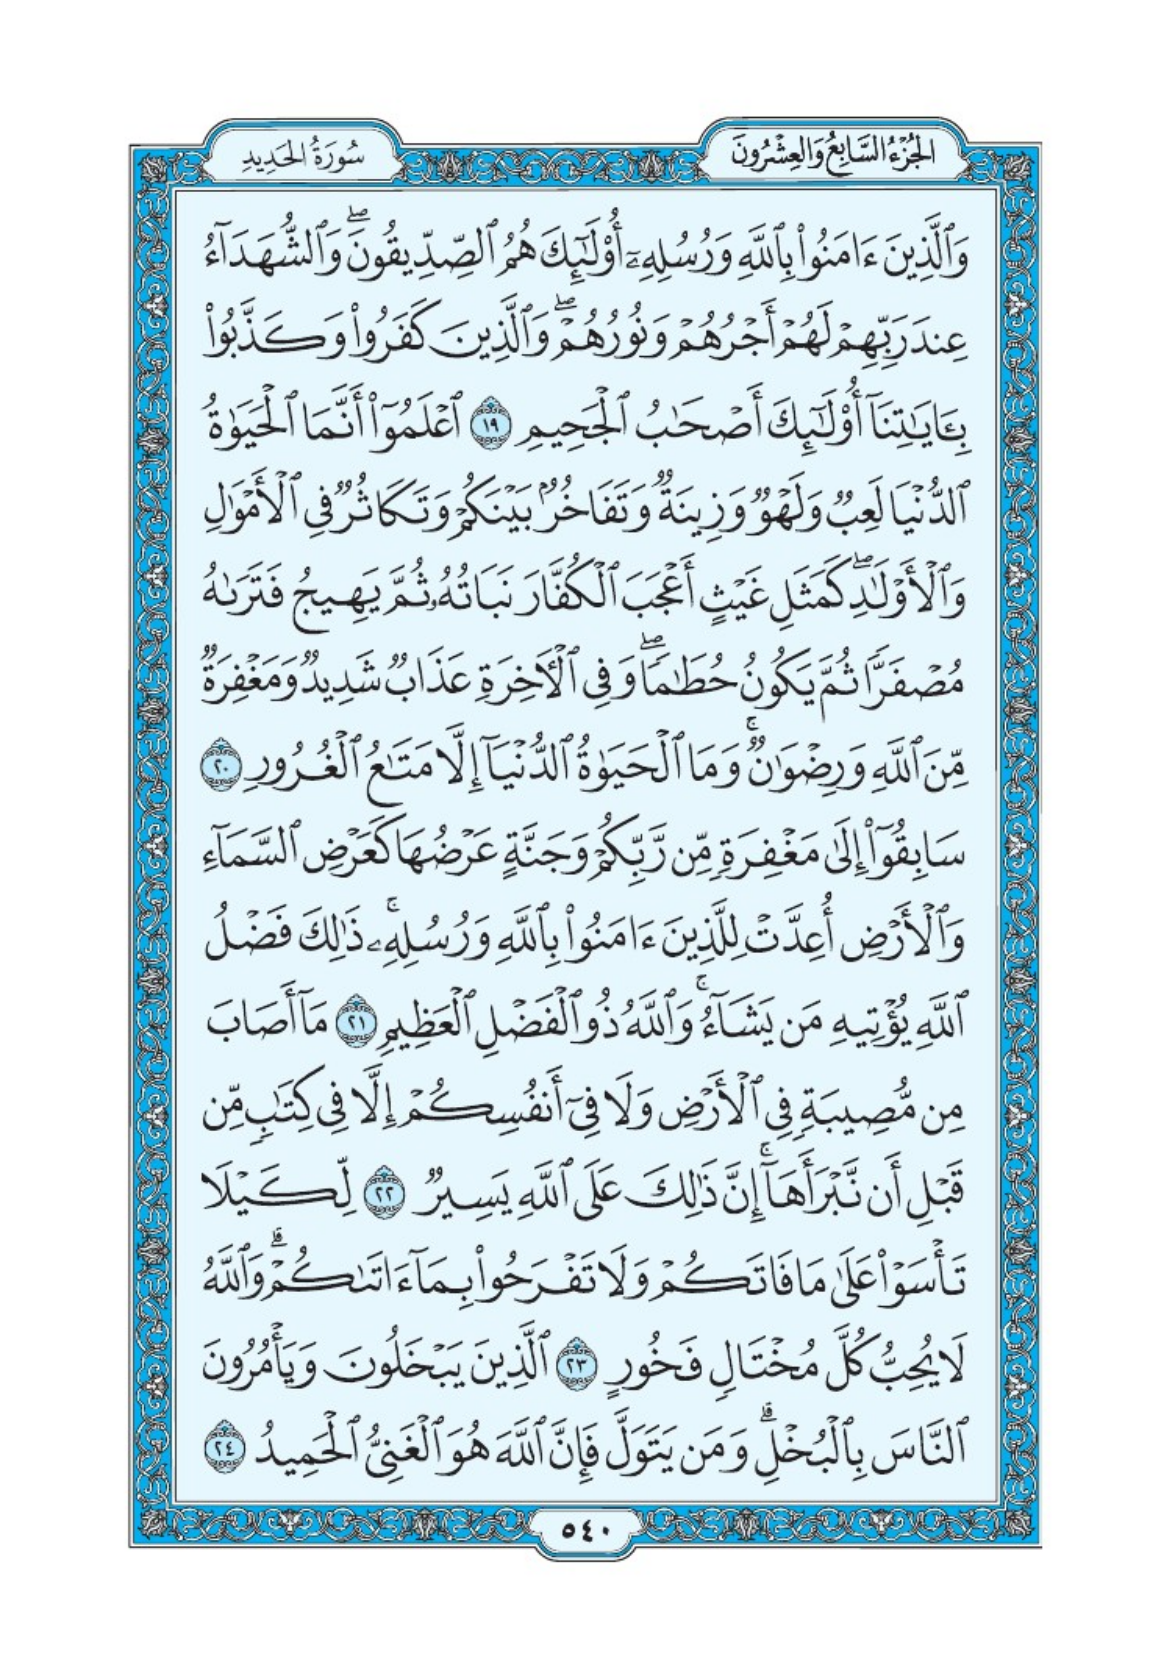 الجُزْءُ السَّابِعُ وَالعِشْرُونَ
سُورَةُ الحَدِيدِ
وَٱلَّذِينَ ءَامَنُوا۟ بِٱللَّهِ وَرُسُلِهِۦٓ أُو۟لَٰٓئِكَ هُمُ ٱلصِّدِّيقُونَ ۖ وَٱلشُّهَدَآءُ
عِندَ رَبِّهِمْ لَهُمْ أَجْرُهُمْ وَنُورُهُمْ ۖ وَٱلَّذِينَ كَفَرُوا۟ وَكَذَّبُوا۟
بِـَٔايَٰتِنَآ أُو۟لَٰٓئِكَ أَصْحَٰبُ ٱلْجَحِيمِ ١٩ ٱعْلَمُوٓا۟ أَنَّمَا ٱلْحَيَوٰةُ
ٱلدُّنْيَا لَعِبٌ وَلَهْوٌ وَزِينَةٌ وَتَفَاخُرٌۢ بَيْنَكُمْ وَتَكَاثُرٌ فِى ٱلْأَمْوَٰلِ
وَٱلْأَوْلَٰدِ ۖ كَمَثَلِ غَيْثٍ أَعْجَبَ ٱلْكُفَّارَ نَبَاتُهُۥ ثُمَّ يَهِيجُ فَتَرَىٰهُ
مُصْفَرًّا ثُمَّ يَكُونُ حُطَٰمًا ۖ وَفِى ٱلْـَٔاخِرَةِ عَذَابٌ شَدِيدٌ وَمَغْفِرَةٌ
مِّنَ ٱللَّهِ وَرِضْوَٰنٌ ۚ وَمَا ٱلْحَيَوٰةُ ٱلدُّنْيَآ إِلَّا مَتَٰعُ ٱلْغُرُورِ ٢٠
سَابِقُوٓا۟ إِلَىٰ مَغْفِرَةٍ مِّن رَّبِّكُمْ وَجَنَّةٍ عَرْضُهَا كَعَرْضِ ٱلسَّمَآءِ
وَٱلْأَرْضِ أُعِدَّتْ لِلَّذِينَ ءَامَنُوا۟ بِٱللَّهِ وَرُسُلِهِۦ ۚ ذَٰلِكَ فَضْلُ
ٱللَّهِ يُؤْتِيهِ مَن يَشَآءُ ۚ وَٱللَّهُ ذُو ٱلْفَضْلِ ٱلْعَظِيمِ ٢١ مَآ أَصَابَ
مِن مُّصِيبَةٍ فِى ٱلْأَرْضِ وَلَا فِىٓ أَنفُسِكُمْ إِلَّا فِى كِتَٰبٍ مِّن
قَبْلِ أَن نَّبْرَأَهَآ ۚ إِنَّ ذَٰلِكَ عَلَى ٱللَّهِ يَسِيرٌ ٢٢ لِّكَيْلَا
تَأْسَوْا۟ عَلَىٰ مَا فَاتَكُمْ وَلَا تَفْرَحُوا۟ بِمَآ ءَاتَىٰكُمْ ۗ وَٱللَّهُ
لَا يُحِبُّ كُلَّ مُخْتَالٍ فَخُورٍ ٢٣ ٱلَّذِينَ يَبْخَلُونَ وَيَأْمُرُونَ
ٱلنَّاسَ بِٱلْبُخْلِ ۗ وَمَن يَتَوَلَّ فَإِنَّ ٱللَّهَ هُوَ ٱلْغَنِىُّ ٱلْحَمِيدُ ٢٤
٥٤٠